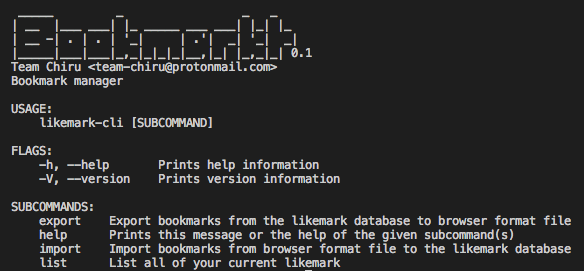 Bookmark 0.1
Team Chiru <team-chiru@protonmail.com>
Bookmark manager
USAGE:
likemark-cli [SUBCOMMAND]
FLAGS:
-h, --help Prints help information
-V, --version Prints version information
SUBCOMMANDS:
export Export bookmarks from the likemark database to browser format file
help Prints this message or the help of the given subcommand(s)
import Import bookmarks from browser format file to the likemark database
list List all of your current likemark